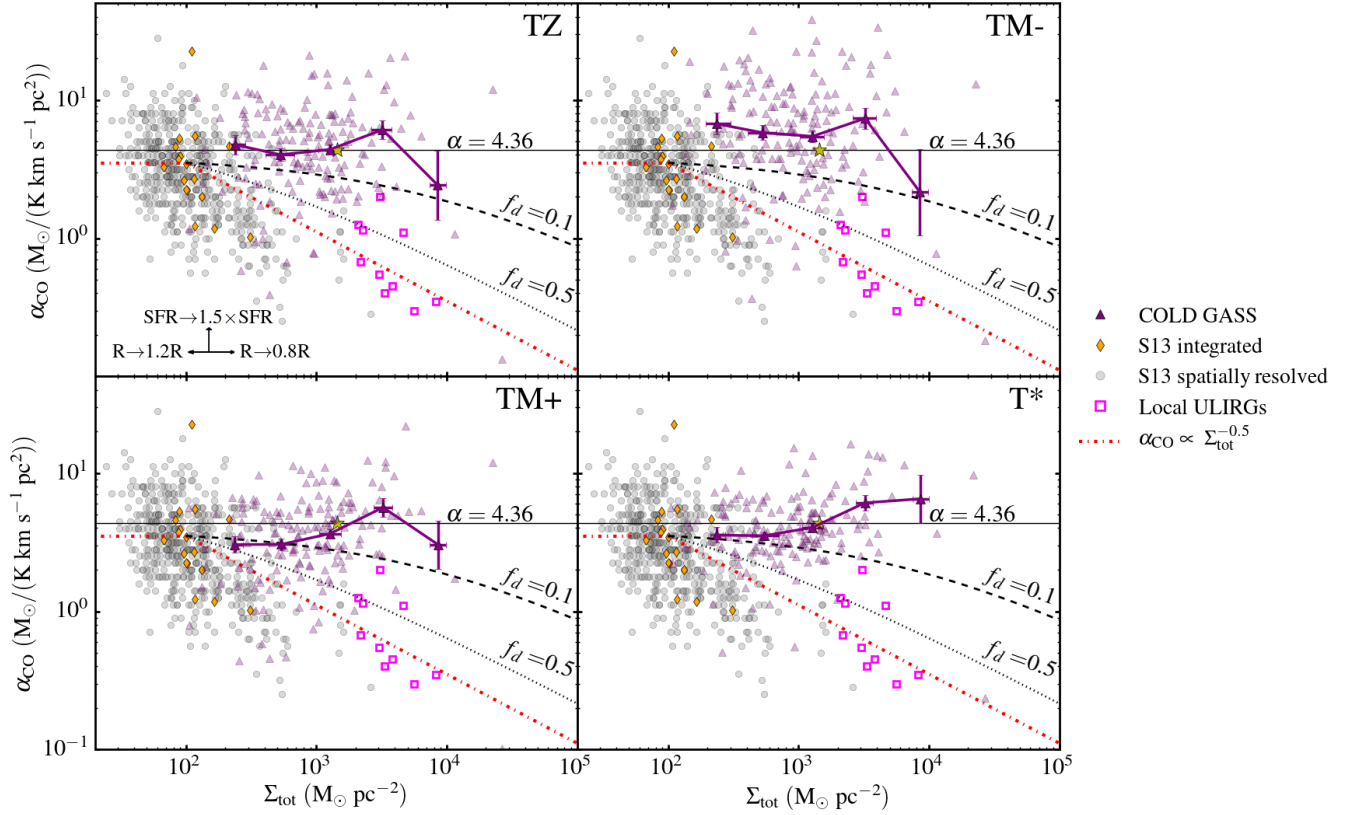 TZ
TM-
α = 4.36
α = 4.36
f_d=0.1
f_d=0.1
f_d=0.5
f_d=0.5
SFR→1.5×SFR
R→1.2R
R→0.8R
10^1
10^0
α_CO (M_⊙/(K km s^{-1} pc^2))
TM+
T*
α = 4.36
α = 4.36
f_d=0.1
f_d=0.1
f_d=0.5
f_d=0.5
10^1
10^0
10^{-1}
α_CO (M_⊙/(K km s^{-1} pc^2))
10^2 10^3 10^4 10^5
10^2 10^3 10^4 10^5
Σ_tot (M_⊙ pc^{-2})
Σ_tot (M_⊙ pc^{-2})
COLD GASS
S13 integrated
S13 spatially resolved
Local ULIRGs
α_CO ∝ Σ_tot^{-0.5}